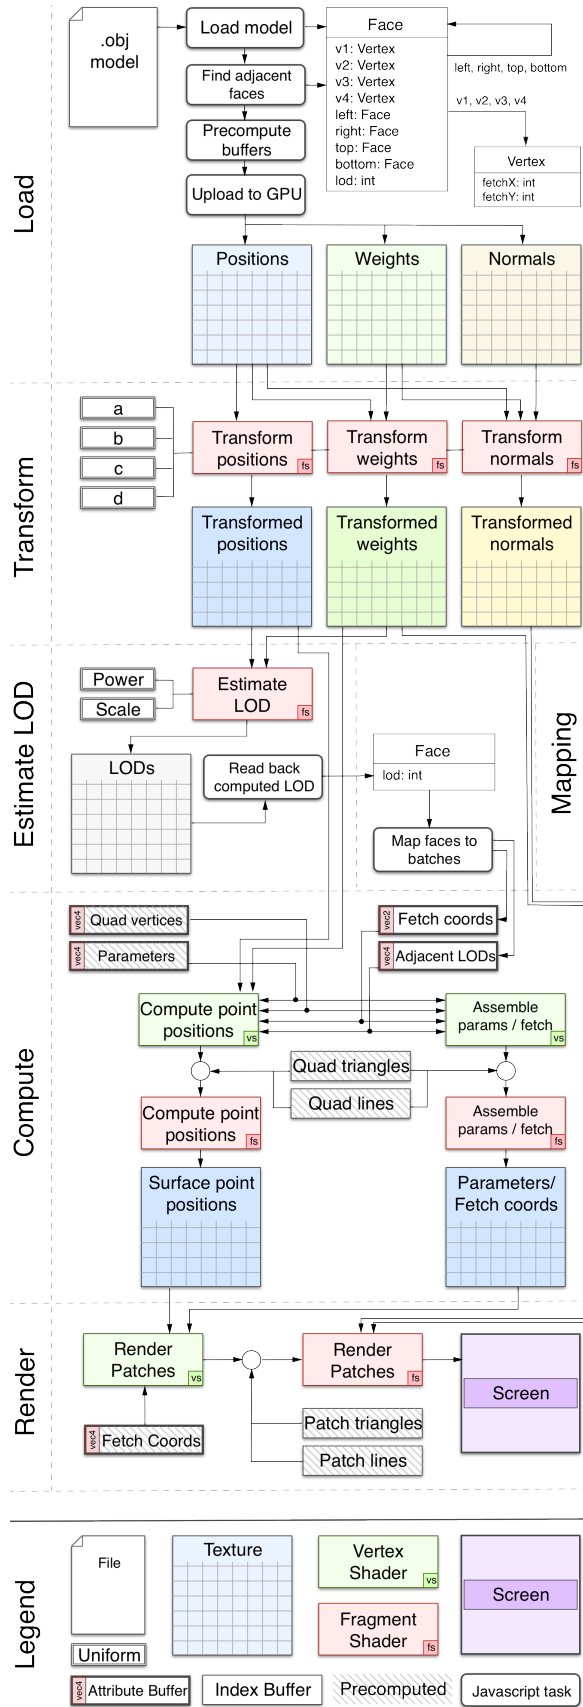 Load
.obj
model
Load model
Find adjacent
faces
Precompute
buffers
Upload to GPU
Face
v1: Vertex
v2: Vertex
v3: Vertex
v4: Vertex
left: Face
right: Face
top: Face
bottom: Face
lod: int
left, right, top, bottom
v1, v2, v3, v4
Vertex
fetchX: int
fetchY: int
Positions
Weights
Normals
Transform
a
b
c
d
Transform
positions
fs
Transform
weights
fs
Transform
normals
fs
Transformed
positions
Transformed
weights
Transformed
normals
Estimate LOD
Power
Scale
Estimate
LOD
fs
LODs
Read back
computed LOD
Face
lod: int
Map faces to
batches
Mapping
Compute
vec4
Quad vertices
vec4
Parameters
vec2
Fetch coords
vec4
Adjacent LODs
Compute point
positions
vs
Assemble
params / fetch
vs
Quad triangles
Quad lines
Compute point
positions
fs
Assemble
params / fetch
fs
Surface point
positions
Parameters/
Fetch coords
Render
Render
Patches
vs
Render
Patches
fs
Screen
vec4
Fetch Coords
Patch triangles
Patch lines
Legend
File
Texture
Vertex
Shader
vs
Fragment
Shader
fs
Screen
Uniform
vec4
Attribute Buffer
Index Buffer
Precomputed
Javascript task